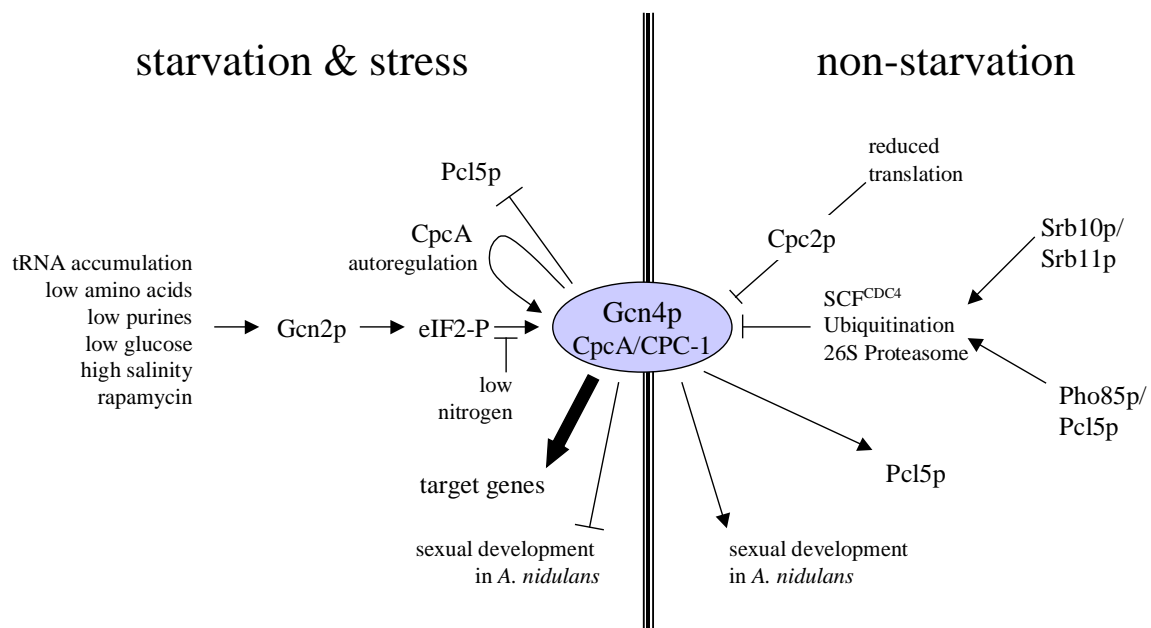 starvation & stress
non-starvation
Pcl5p
CpcA
autoregulation
tRNA accumulation
low amino acids
low purines
low glucose
high salinity
rapamycin
Gcn2p
eIF2-P
low
nitrogen
Gcn4p
CpcA/CPC-1
target genes
sexual development
in A. nidulans
reduced
translation
Cpc2p
Srb10p/
Srb11p
SCF^CDC4
Ubiquitination
26S Proteasome
Pho85p/
Pcl5p
Pcl5p
sexual development
in A. nidulans